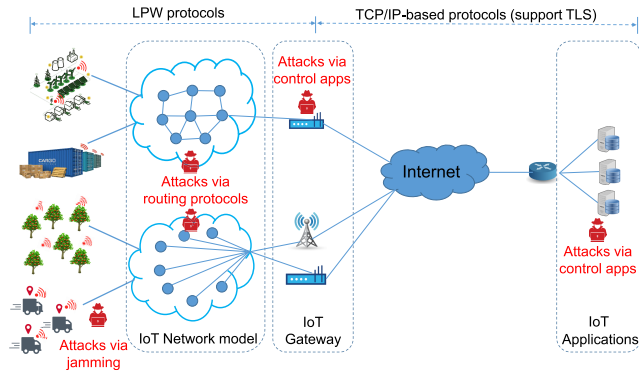 LPW protocols
TCP/IP-based protocols (support TLS)
Attacks via
control apps
CARGO
Attacks via
routing protocols
Internet
Attacks via
control apps
Attacks via
jamming
IoT Network model
IoT
Gateway
IoT
Applications